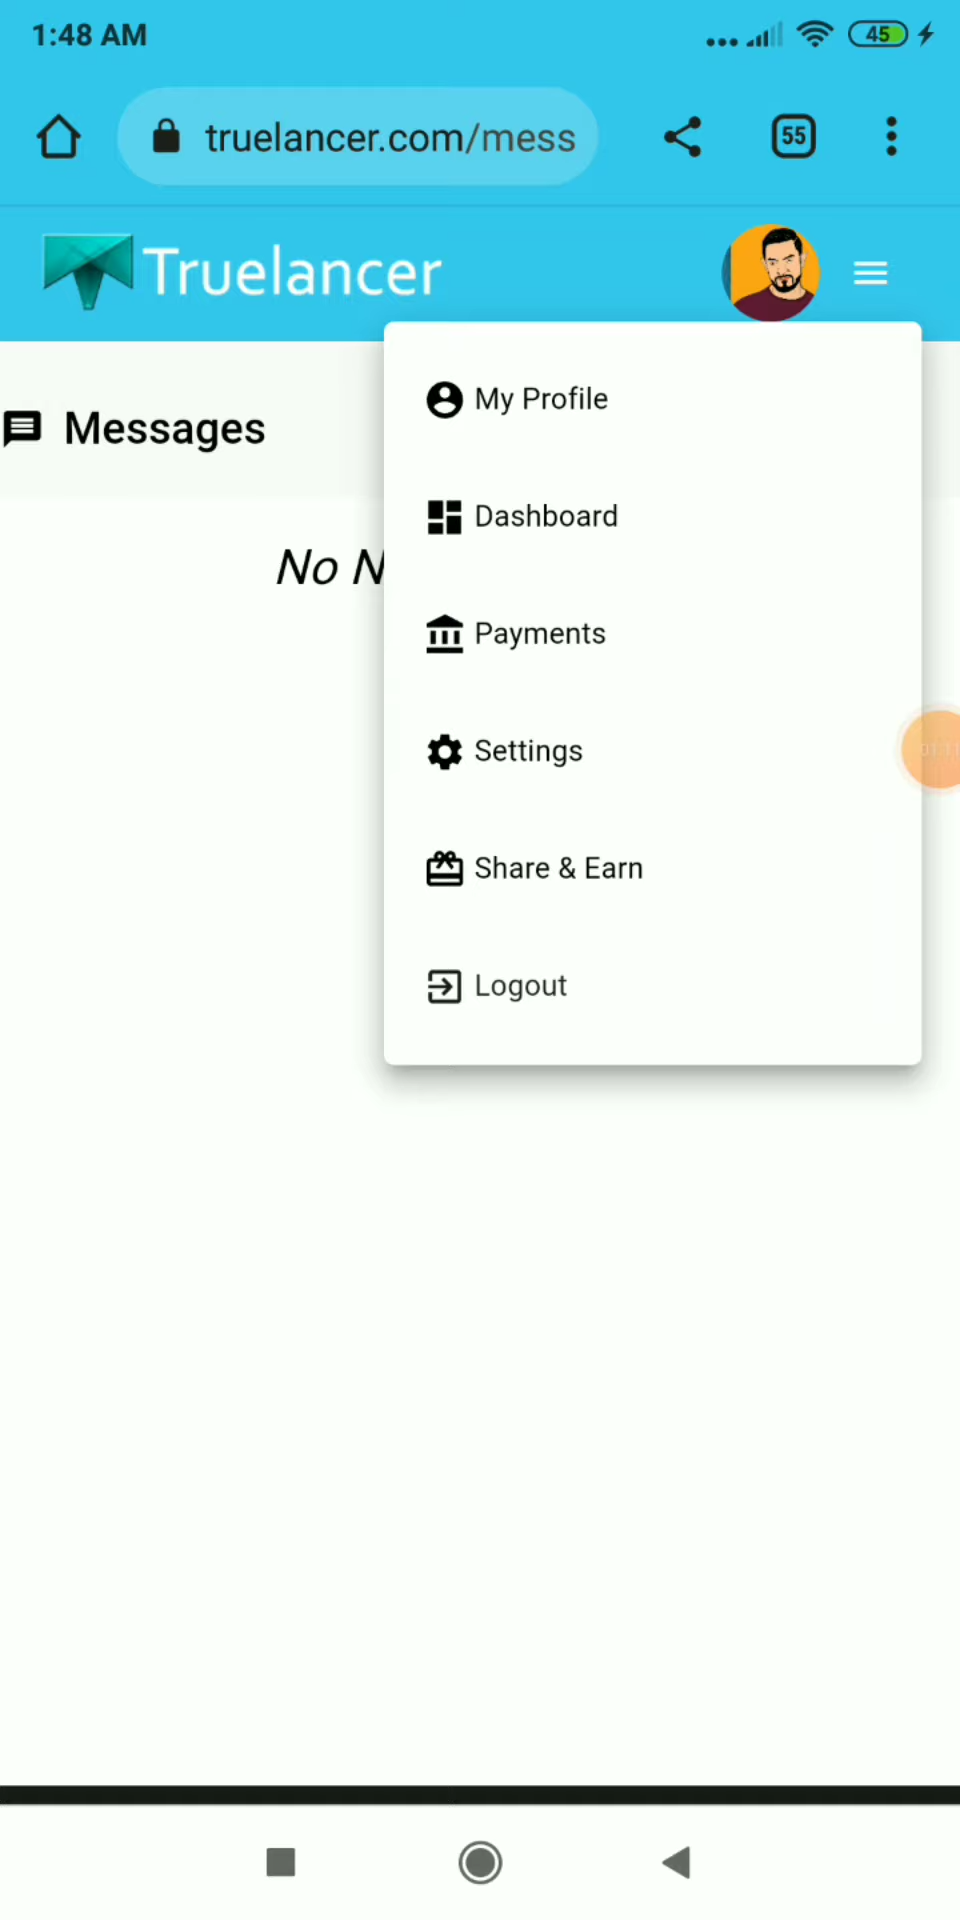 1:48 AM
45
truelancer.com/mess
55
Truelancer
My Profile
Messages
Dashboard
No N
Payments
Settings
Share & Earn
Logout